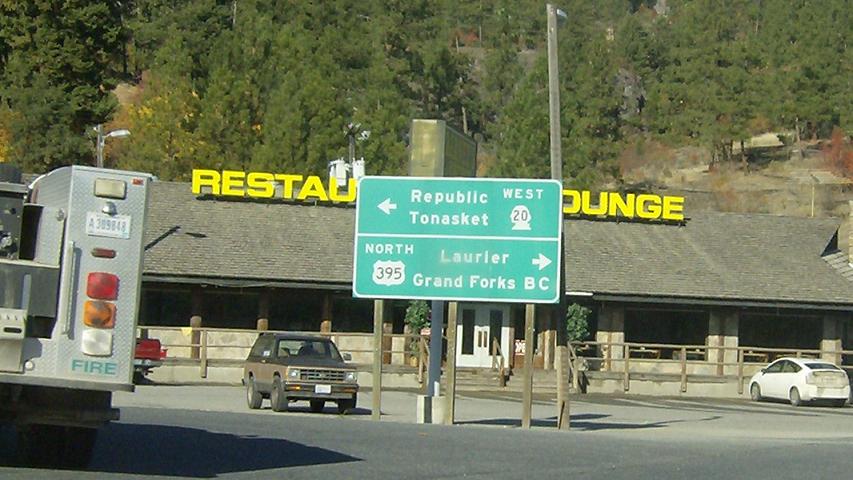 RESTAU
OUNGE
Republic
Tonasket
WEST
20
NORTH
395
Laurier
Grand Forks BC
FIRE